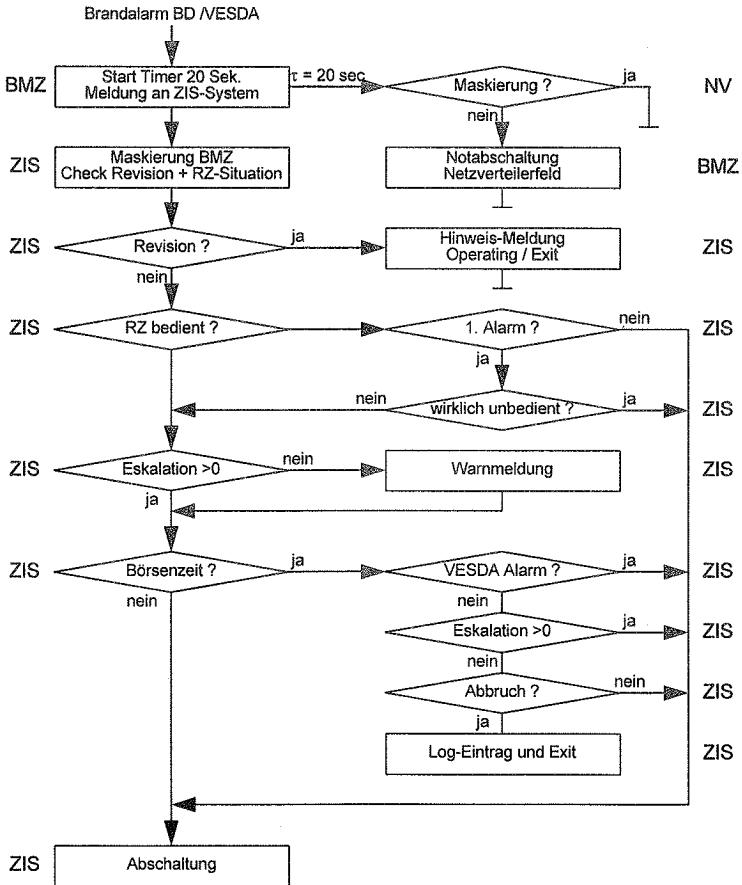 Brandalarm BD /VESDA
BMZ
Start Timer 20 Sek.
Meldung an ZIS-System
τ = 20 sec
Maskierung ?
ja
NV
nein
ZIS
Maskierung BMZ
Check Revision + RZ-Situation
Notabschaltung
Netzverteilerfeld
BMZ
ZIS
Revision ?
ja
Hinweis-Meldung
Operating / Exit
ZIS
nein
ZIS
RZ bedient ?
1. Alarm ?
nein
ZIS
ja
nein
wirklich unbedient ?
ja
ZIS
ZIS
Eskalation >0
nein
Warnmeldung
ZIS
ja
ZIS
Börsenzeit ?
ja
VESDA Alarm ?
ja
ZIS
nein
nein
Eskalation >0
ja
ZIS
nein
Abbruch ?
nein
ZIS
ja
Log-Eintrag und Exit
ZIS
ZIS
Abschaltung